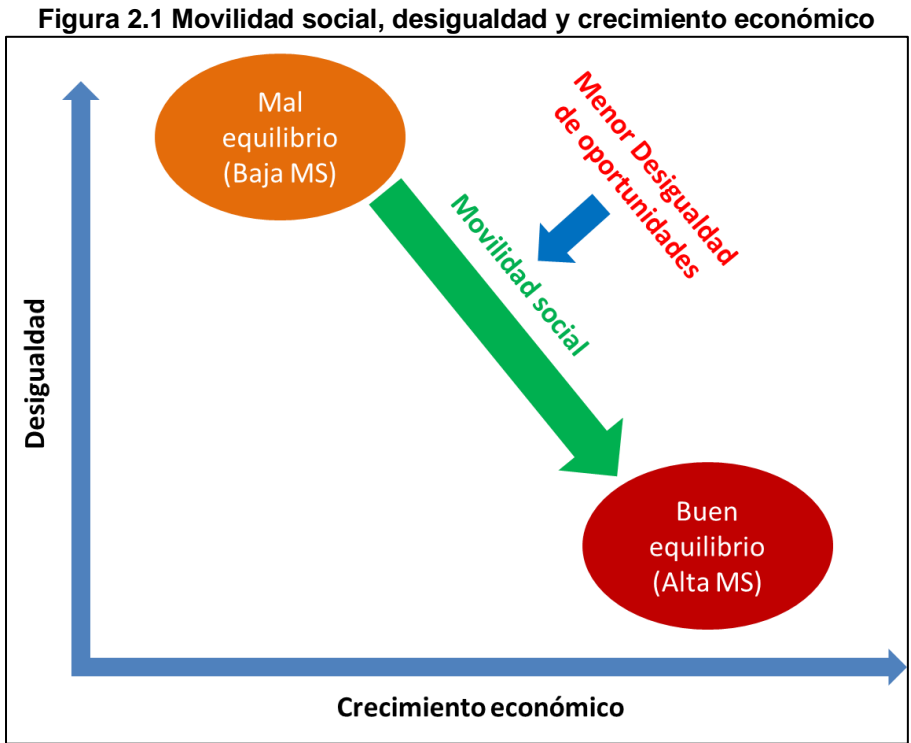 Figura 2.1 Movilidad social, desigualdad y crecimiento económico
Mal
equilibrio
(Baja MS)
Menor Desigualdad
de oportunidades
Movilidad social
Desigualdad
Buen
equilibrio
(Alta MS)
Crecimiento económico